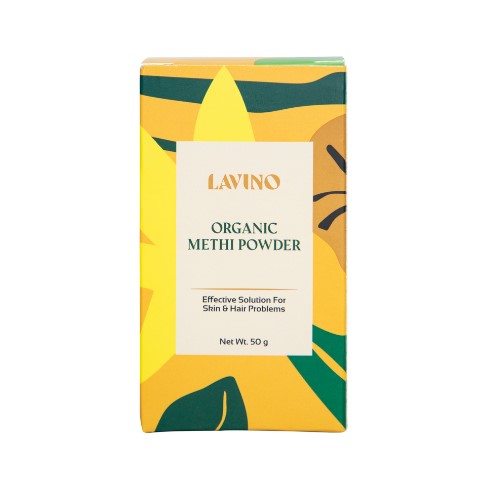 LAVINO
ORGANIC
METHI POWDER
Effective Solution For
Skin & Hair Problems
Net Wt. 50 g